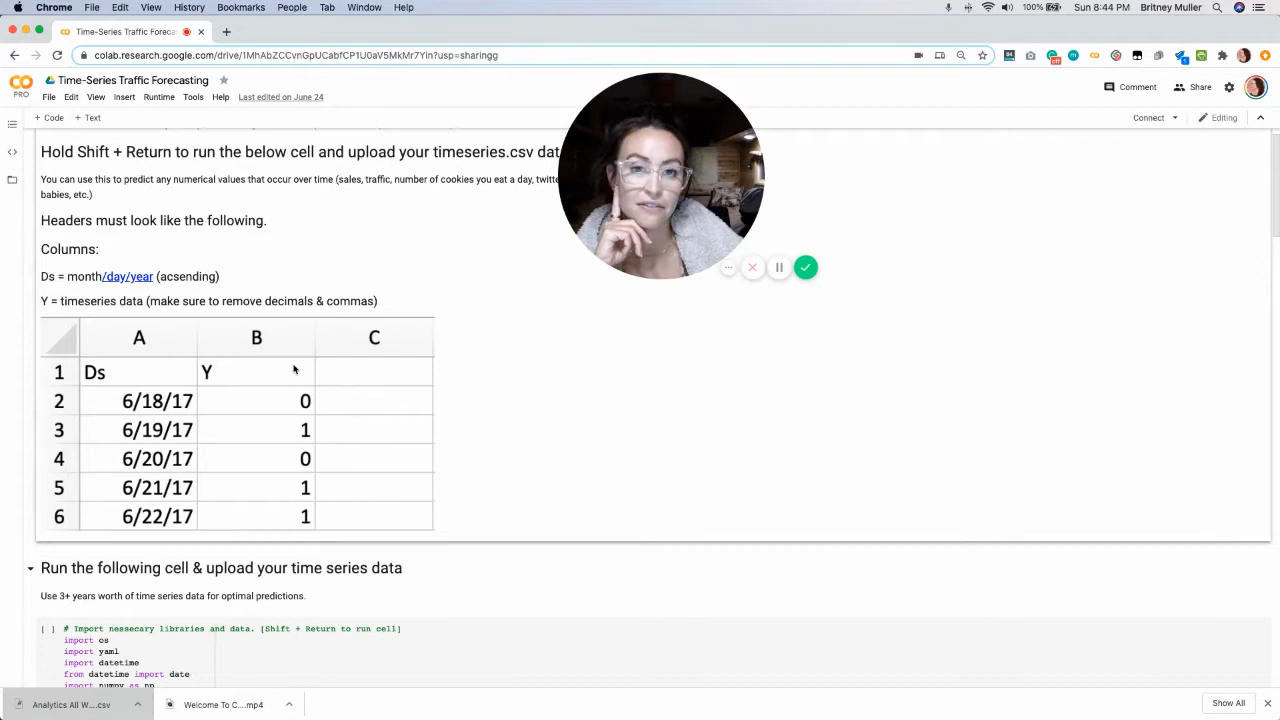 Chrome File Edit View History Bookmarks People Tab Window Help 100% Sun 8:44 PM Britney Muller
Time-Series Traffic Forecasting
colab.research.google.com/drive/1MhAbZCCvnGpUCabfCP1U0aV5MkMr7Yin?usp=sharingg
Time-Series Traffic Forecasting
PRO
File Edit View Insert Runtime Tools Help Last edited on June 24
Comment Share
+ Code + Text Connect Editing
Hold Shift + Return to run the below cell and upload your timeseries.csv dat
You can use this to predict any numerical values that occur over time (sales, traffic, number of cookies you eat a day, twitte
babies, etc.)
Headers must look like the following.
Columns:
Ds = month/day/year (acsending)
Y = timeseries data (make sure to remove decimals & commas)
A B C
1 Ds Y
2 6/18/17 0
3 6/19/17 1
4 6/20/17 0
5 6/21/17 1
6 6/22/17 1
Run the following cell & upload your time series data
Use 3+ years worth of time series data for optimal predictions.
[ ] # Import nessecary libraries and data. [Shift + Return to run cell]
import os
import yaml
import datetime
from datetime import date
import numpy as np
Analytics All W....csv Welcome To C....mp4 Show All